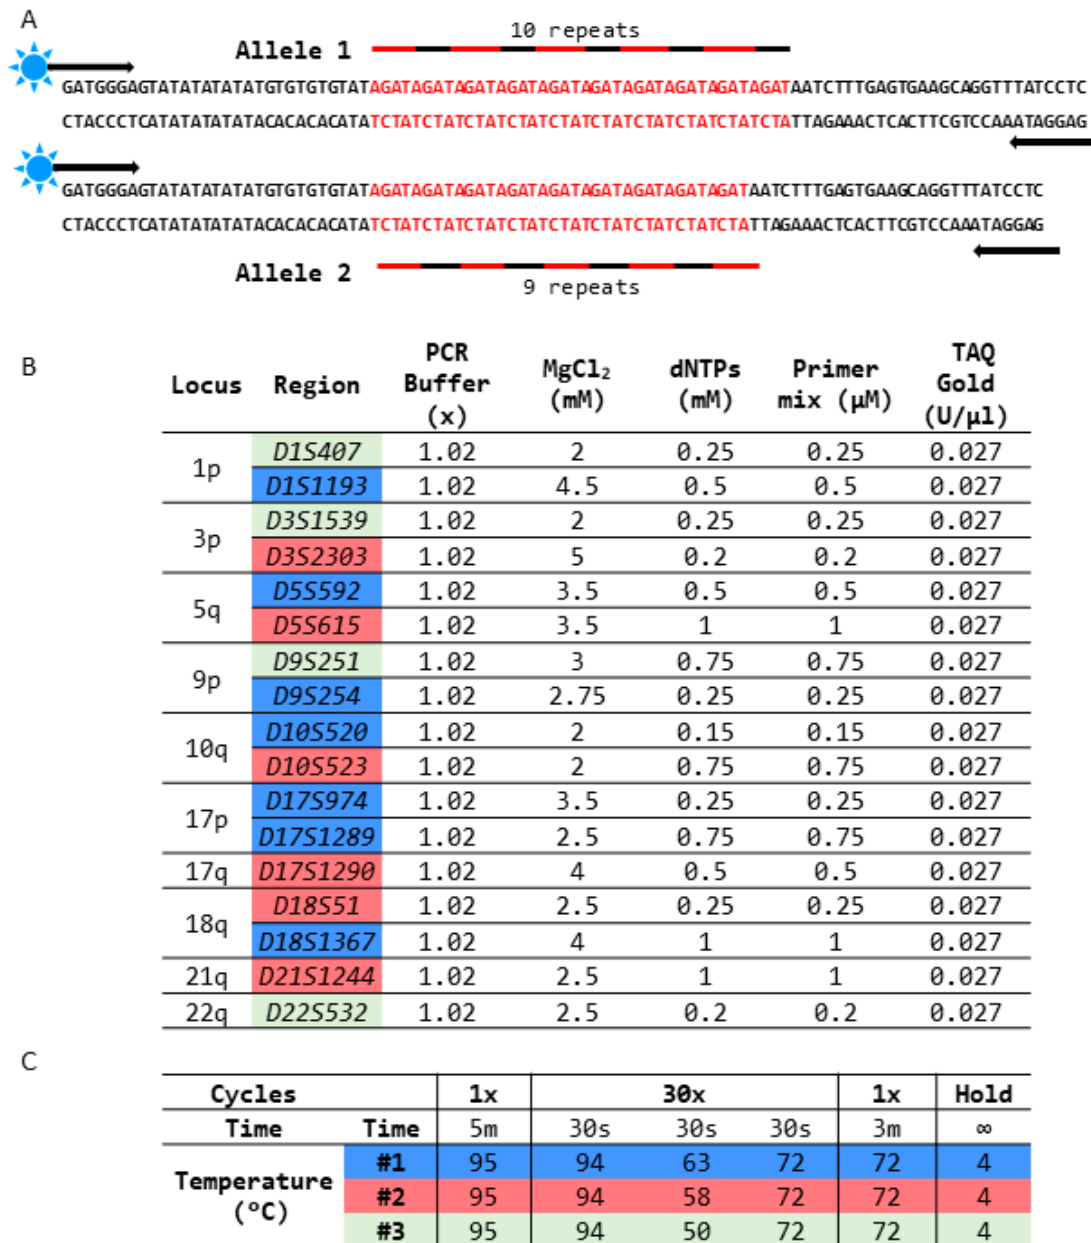 A
10 repeats
Allele 1
GATGGGAGTATATATATATGTGTGTGTATAGATAGATAGATAGATAGATAGATAGATAGATAGATAGATAATCTTTGAGTGAAGCAGGTTTATCCTC
CTACCCTCATATATATATACACACACATATCTATCTATCTATCTATCTATCTATCTATCTATCTATCTATTAGAAACTCACTTCGTCCAAATAGGAG
GATGGGAGTATATATATATGTGTGTGTATAGATAGATAGATAGATAGATAGATAGATAGATAGATAATCTTTGAGTGAAGCAGGTTTATCCTC
CTACCCTCATATATATATACACACACATATCTATCTATCTATCTATCTATCTATCTATCTATCTATTAGAAACTCACTTCGTCCAAATAGGAG
Allele 2
9 repeats
B
Locus Region PCR Buffer (x) MgCl₂ (mM) dNTPs (mM) Primer mix (µM) TAQ Gold (U/µl)
1p D1S407 1.02 2 0.25 0.25 0.027
D1S1193 1.02 4.5 0.5 0.5 0.027
3p D3S1539 1.02 2 0.25 0.25 0.027
D3S2303 1.02 5 0.2 0.2 0.027
5q D5S592 1.02 3.5 0.5 0.5 0.027
D5S615 1.02 3.5 1 1 0.027
9p D9S251 1.02 3 0.75 0.75 0.027
D9S254 1.02 2.75 0.25 0.25 0.027
10q D10S520 1.02 2 0.15 0.15 0.027
D10S523 1.02 2 0.75 0.75 0.027
17p D17S974 1.02 3.5 0.25 0.25 0.027
D17S1289 1.02 2.5 0.75 0.75 0.027
17q D17S1290 1.02 4 0.5 0.5 0.027
18q D18S51 1.02 2.5 0.25 0.25 0.027
D18S1367 1.02 4 1 1 0.027
21q D21S1244 1.02 2.5 1 1 0.027
22q D22S532 1.02 2.5 0.2 0.2 0.027
C
Cycles 1x 30x 1x Hold
Time Time 5m 30s 30s 30s 3m ∞
Temperature (°C) #1 95 94 63 72 72 4
#2 95 94 58 72 72 4
#3 95 94 50 72 72 4